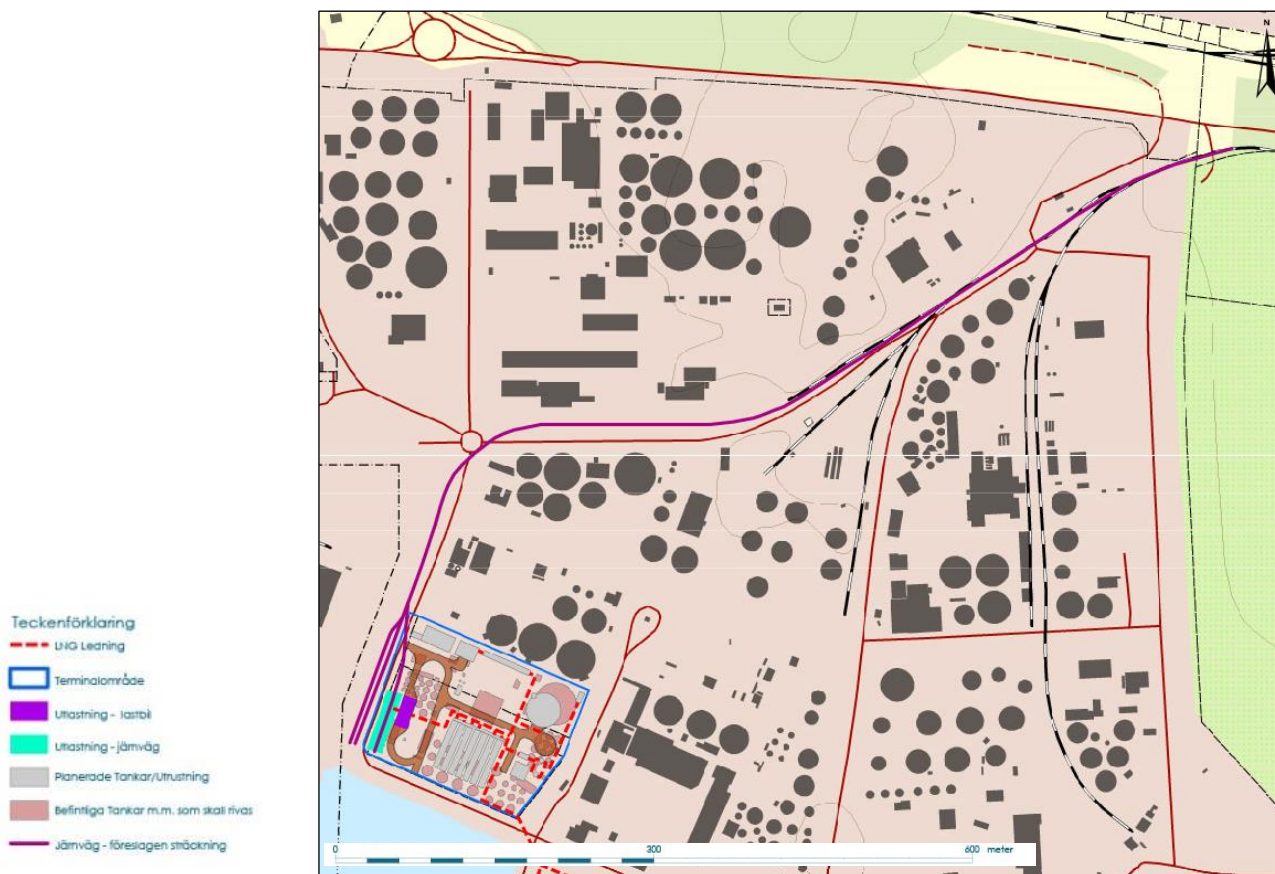 N
Teckenförklaring
LNG Ledning
Terminalområde
Utlastning - lastbil
Utlastning - järnväg
Planerade Tankar/Utrustning
Befintliga Tankar m.m. som skall rivas
Järnväg - föreslagen sträckning
0 300 600 meter